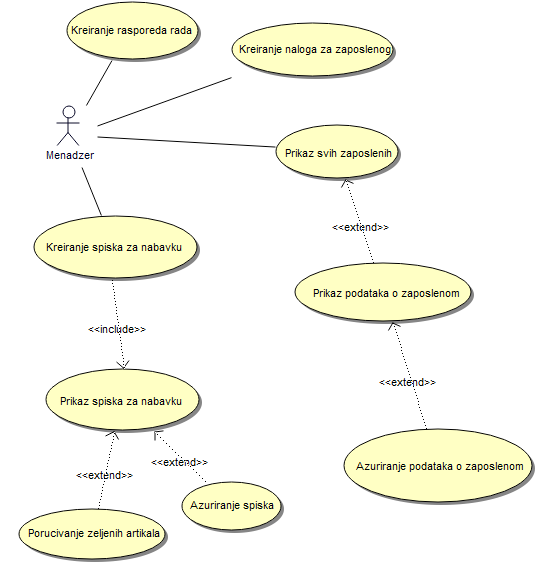 Kreiranje rasporeda rada
Kreiranje naloga za zaposlenog
Menadzer
Prikaz svih zaposlenih
<<extend>>
Kreiranje spiska za nabavku
Prikaz podataka o zaposlenom
<<include>>
<<extend>>
Prikaz spiska za nabavku
<<extend>>
<<extend>>
Azuriranje podataka o zaposlenom
Azuriranje spiska
Porucivanje zeljenih artikala